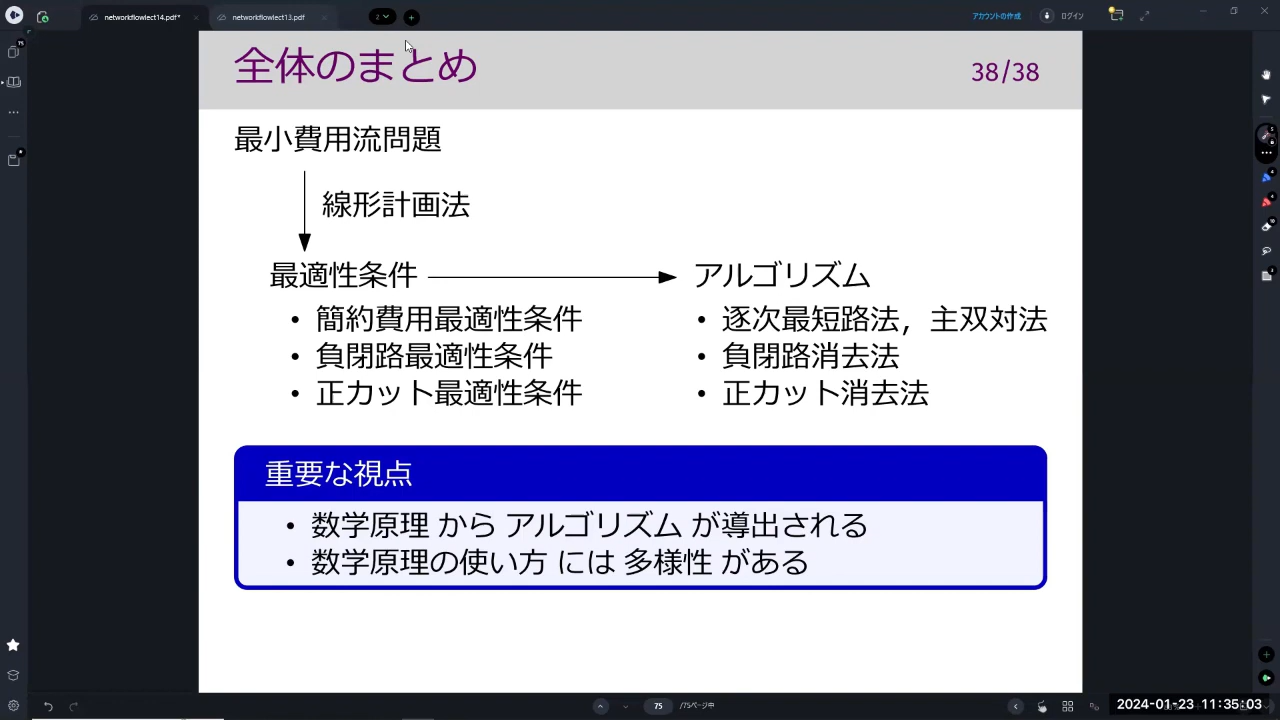 networkflowlect14.pdf*
networkflowlect13.pdf
2
アカウントの作成
ログイン
全体のまとめ
38/38
最小費用流問題
線形計画法
最適性条件
アルゴリズム
• 簡約費用最適性条件
• 負閉路最適性条件
• 正カット最適性条件
• 逐次最短路法，主双対法
• 負閉路消去法
• 正カット消去法
重要な視点
• 数学原理 から アルゴリズム が導出される
• 数学原理の使い方 には 多様性 がある
75
/75ページ中
2024-01-23 11:35:03